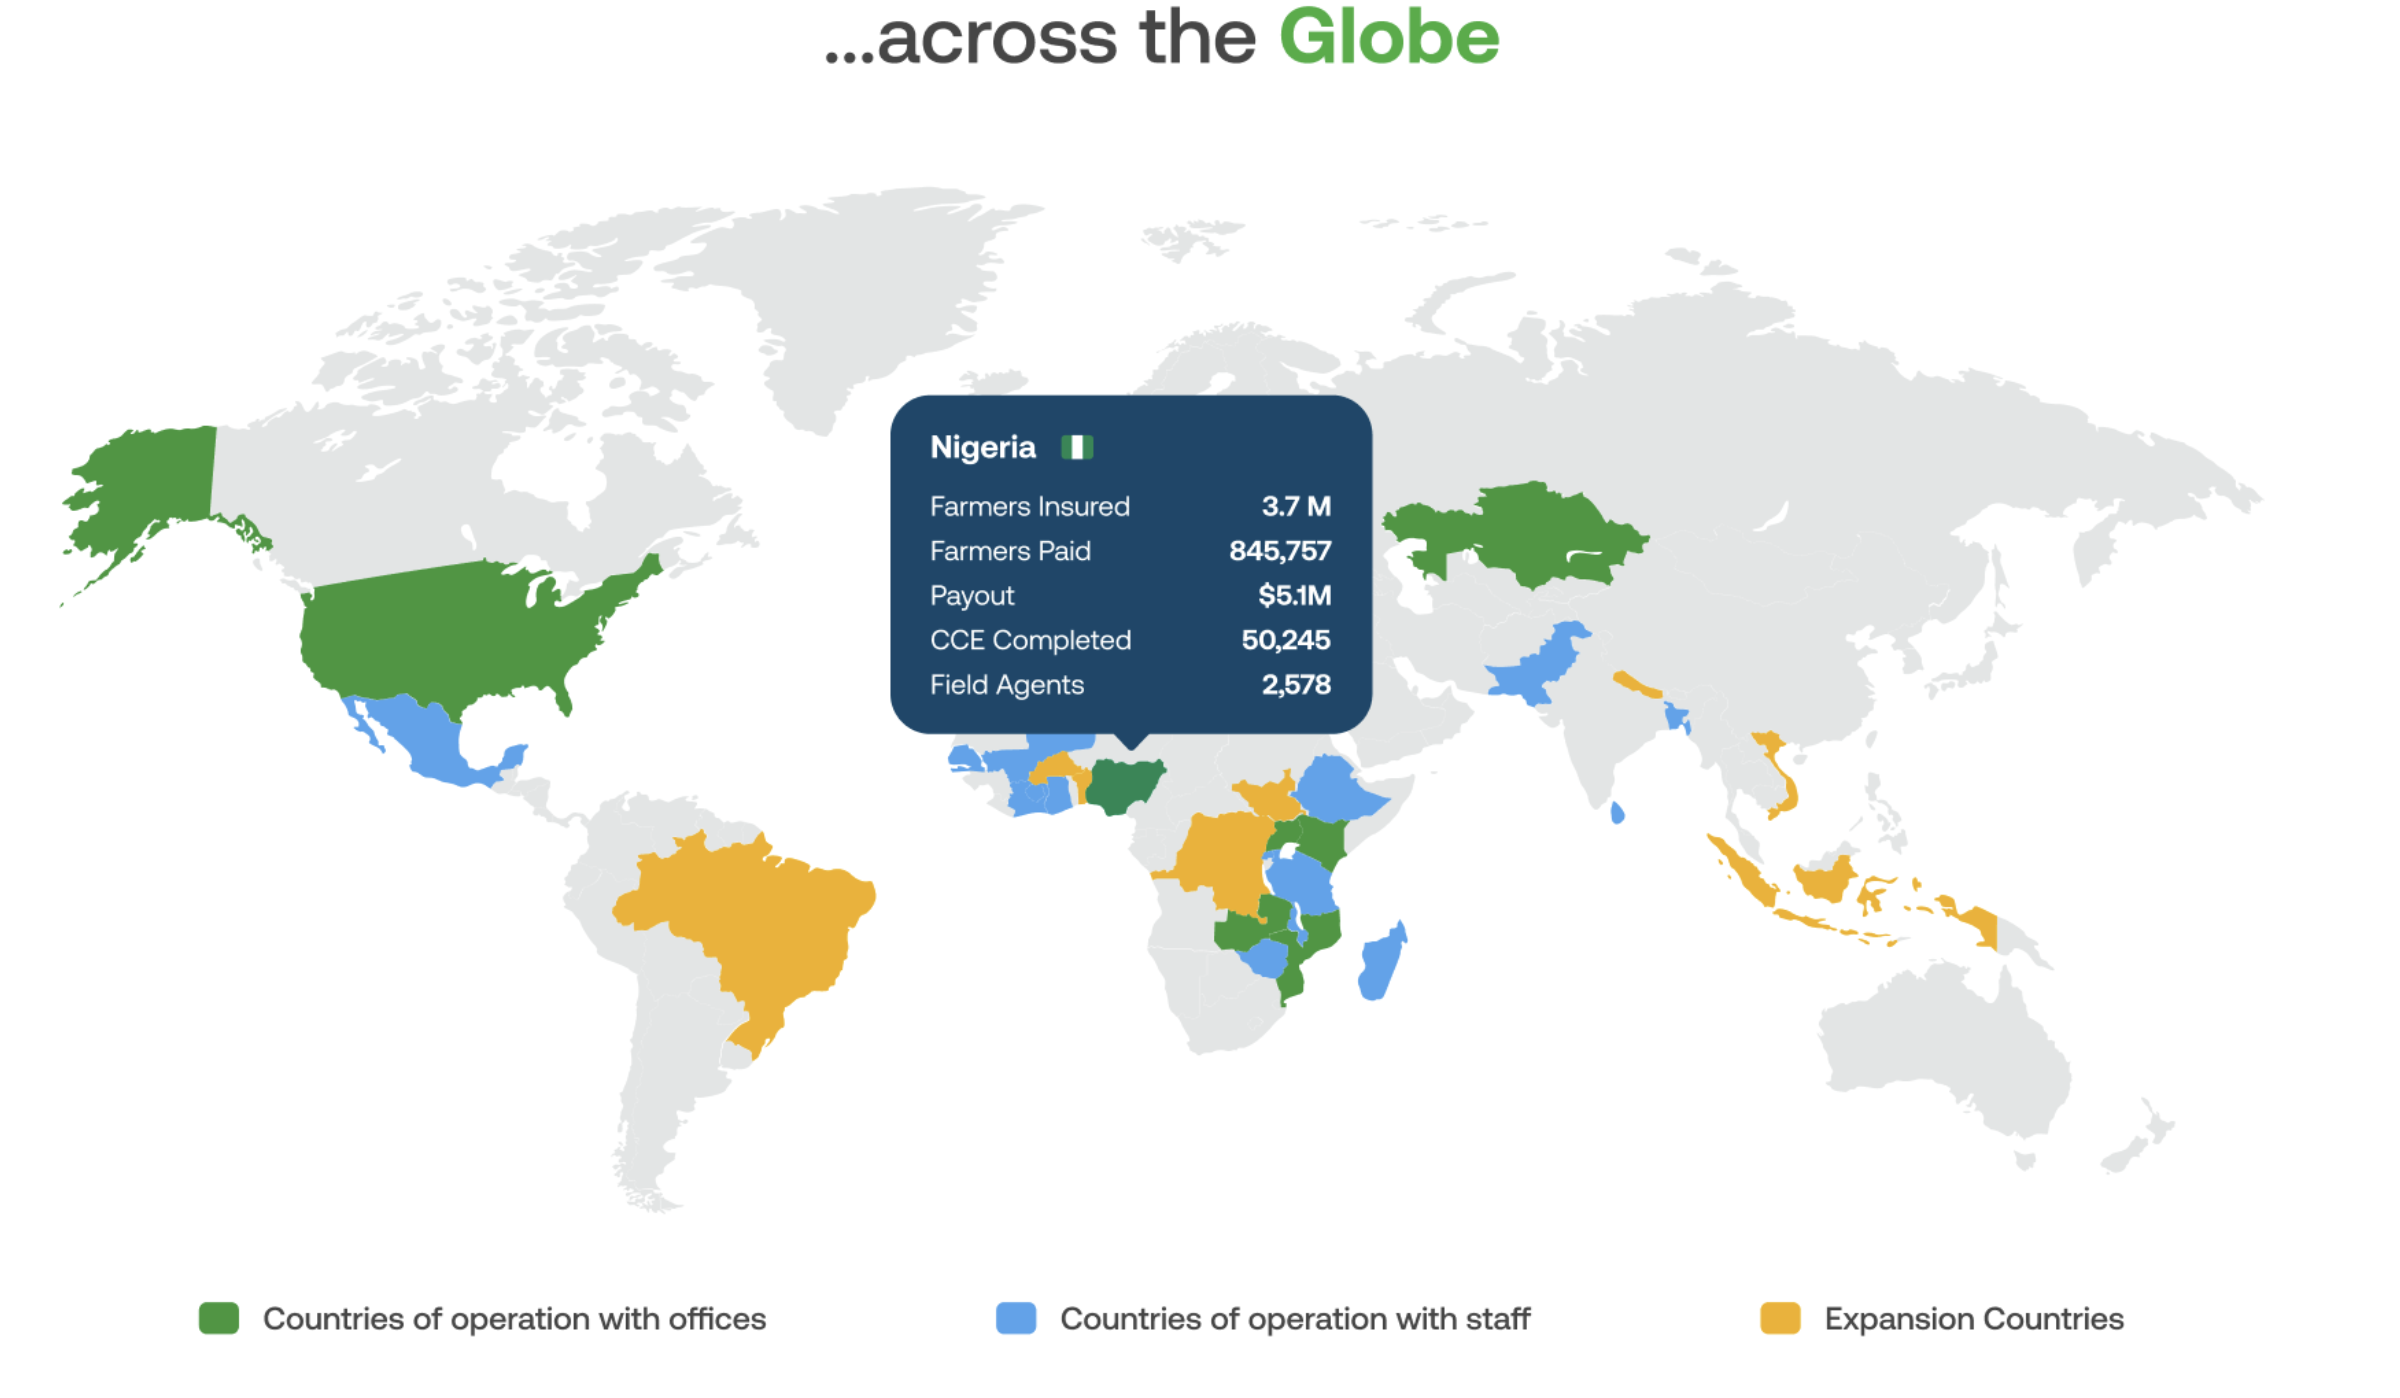 ...across the Globe
Nigeria
Farmers Insured 3.7 M
Farmers Paid 845,757
Payout $5.1M
CCE Completed 50,245
Field Agents 2,578
Countries of operation with offices
Countries of operation with staff
Expansion Countries